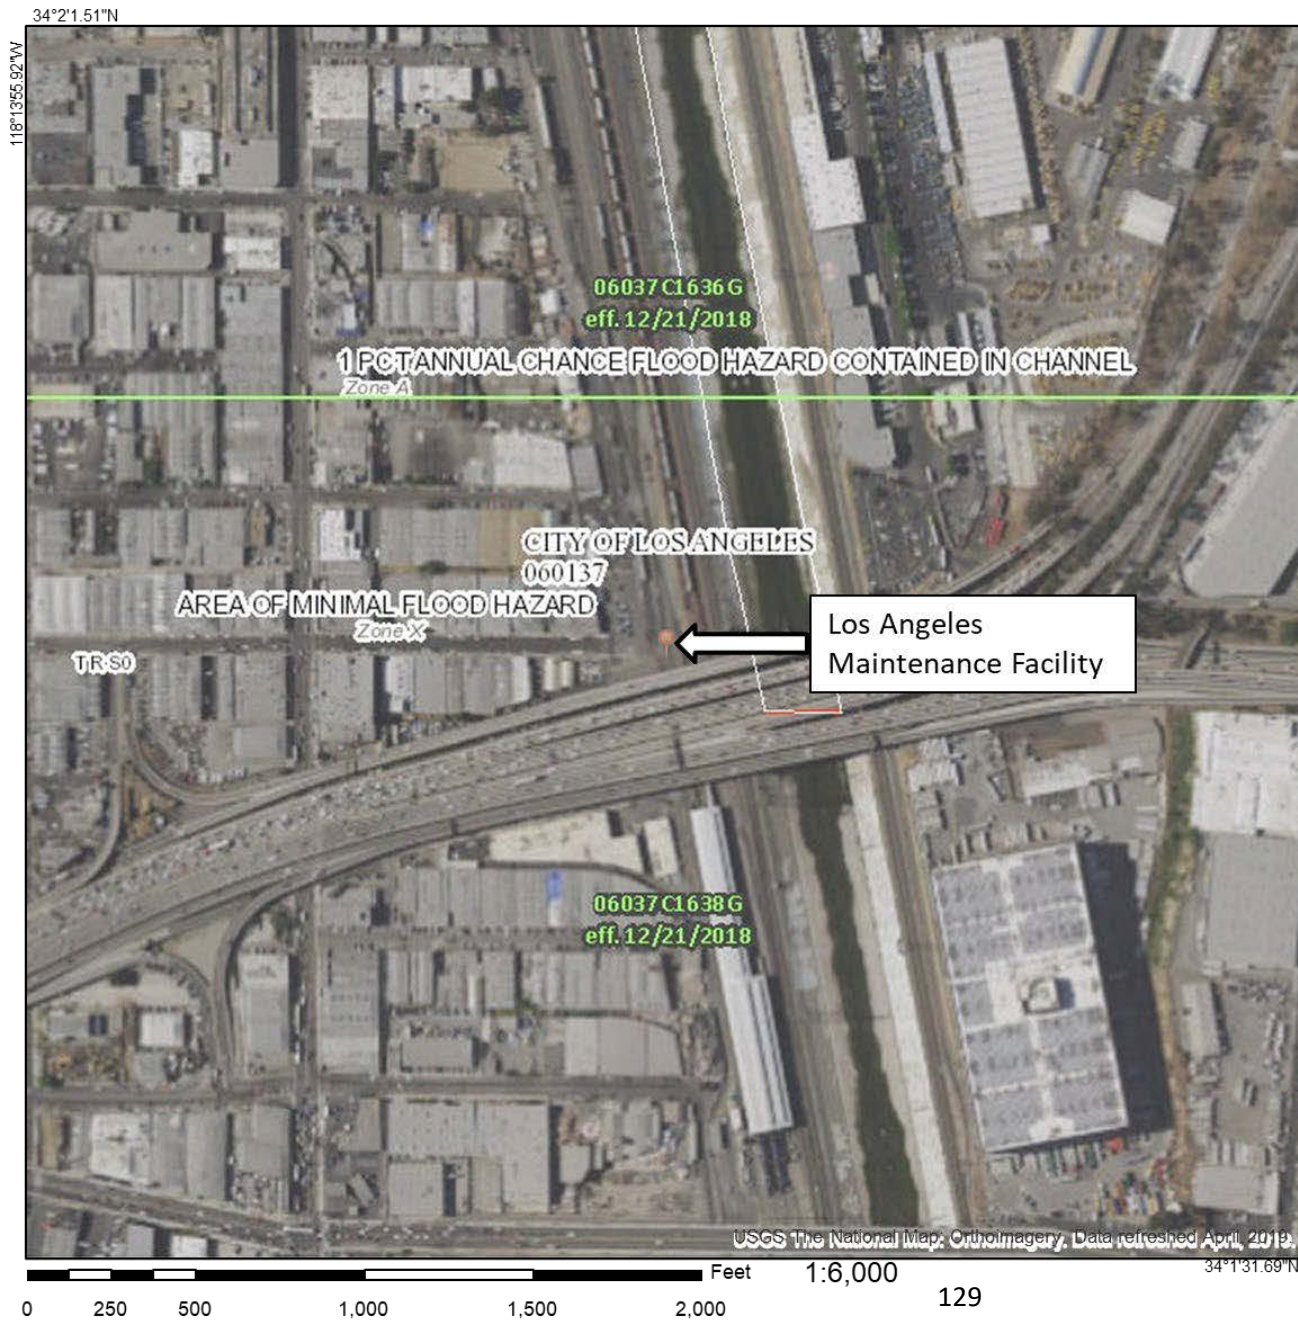 34°2'1.51"N
118°13'55.92"W
06037C1636G
eff. 12/21/2018
1 PCT ANNUAL CHANCE FLOOD HAZARD CONTAINED IN CHANNEL
Zone A
CITY OF LOS ANGELES
060137
AREA OF MINIMAL FLOOD HAZARD
Zone X
T R S0
Los Angeles
Maintenance Facility
06037C1638G
eff. 12/21/2018
USGS The National Map: Orthoimagery. Data refreshed April, 2019.
Feet 1:6,000 34°1'31.69"N
129
0 250 500 1,000 1,500 2,000